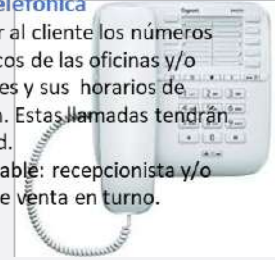 elefónica
r al cliente los números
cos de las oficinas y/o
es y sus horarios de
n. Estas llamadas tendrán
d.
able: recepcionista y/o
e venta en turno.